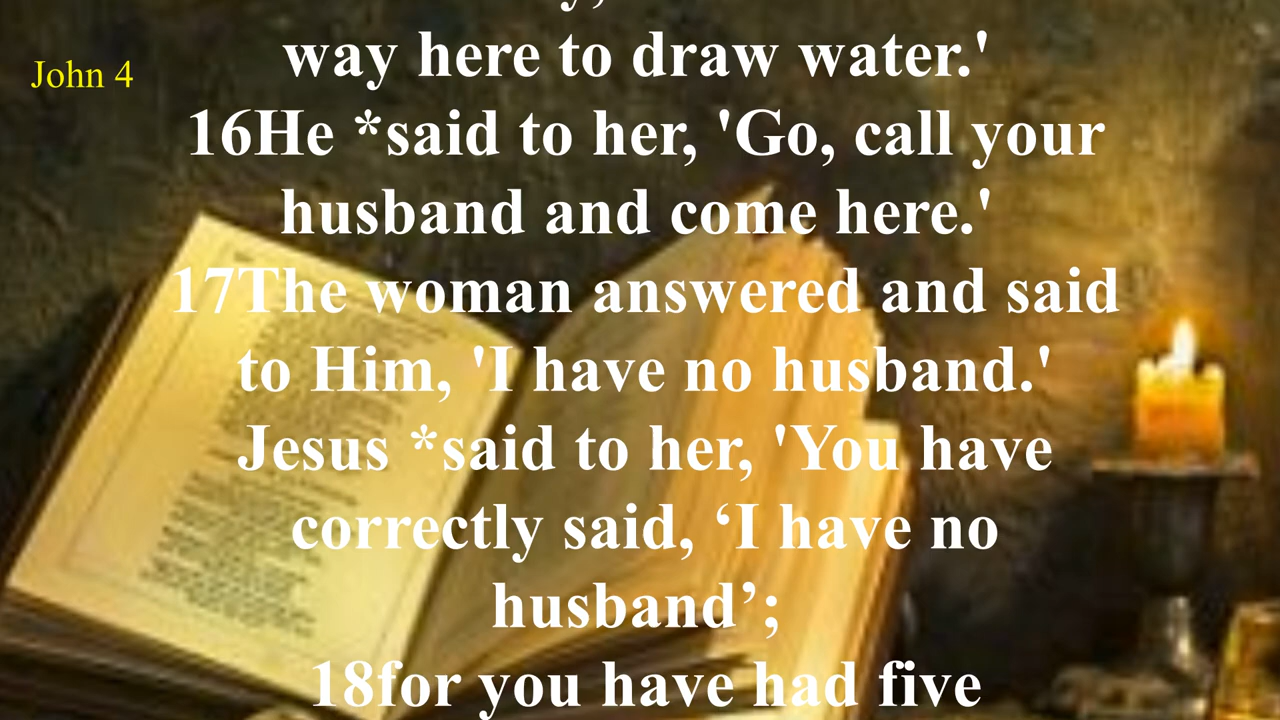 John 4
way here to draw water.'
16He *said to her, 'Go, call your
husband and come here.'
17The woman answered and said
to Him, 'I have no husband.'
Jesus *said to her, 'You have
correctly said, ‘I have no
husband’;
18for you have had five